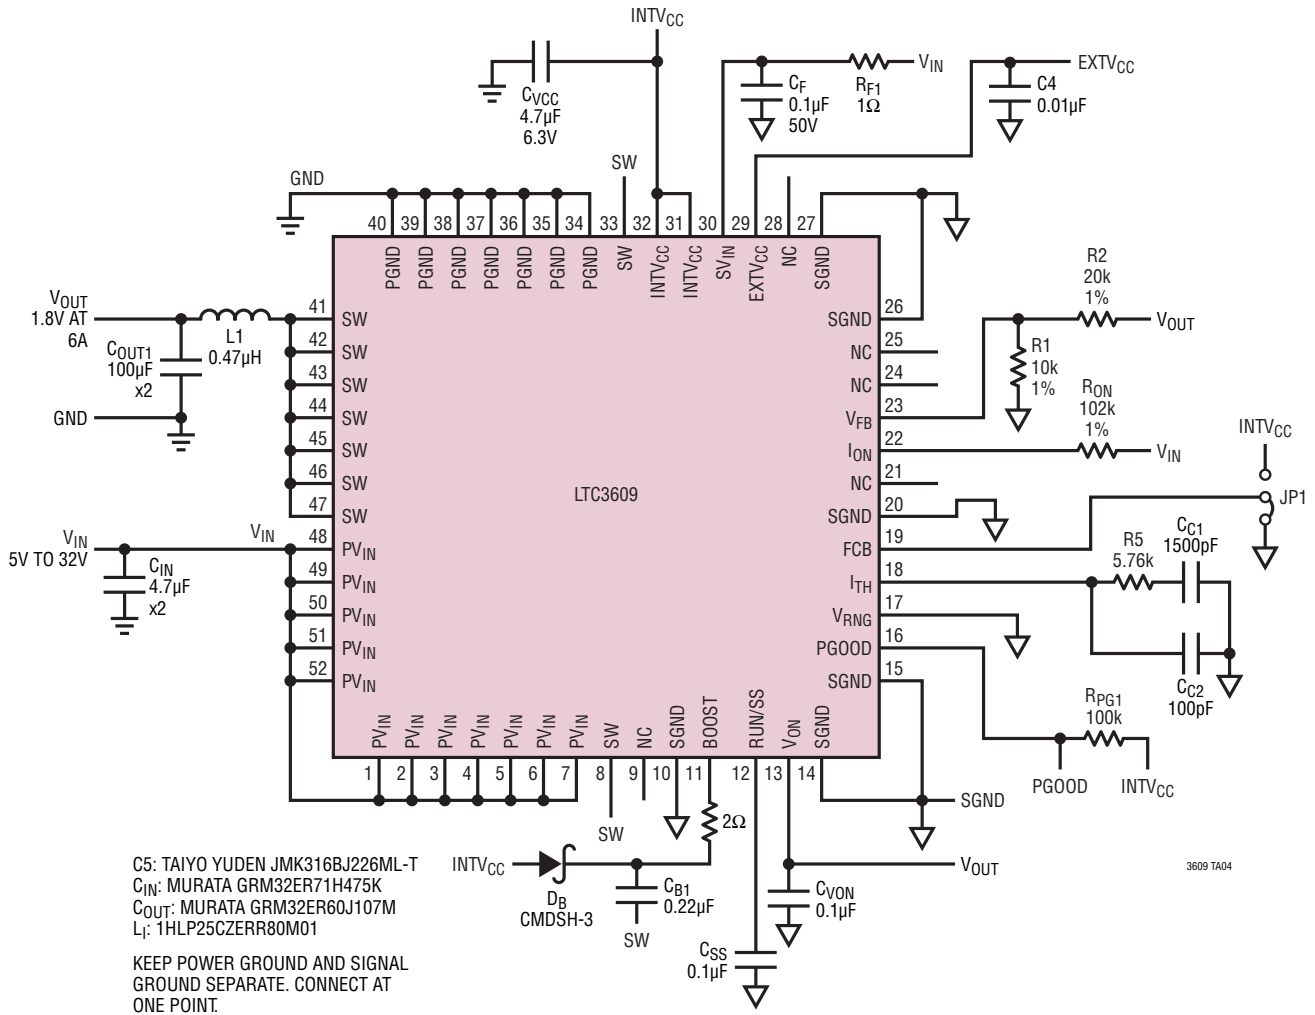 INTVCC
CVCC
4.7µF
6.3V
CF
0.1µF
50V
RF1
1Ω
VIN
EXTVCC
C4
0.01µF
SW
GND
40 39 38 37 36 35 34 33 32 31 30 29 28 27
PGND PGND PGND PGND PGND PGND PGND SW INTVCC INTVCC SVIN EXTVCC NC SGND
VOUT
1.8V AT
6A
COUT1
100µF
x2
L1
0.47µH
GND
VIN
5V TO 32V
VIN
CIN
4.7µF
x2
41 SW
42 SW
43 SW
44 SW
45 SW
46 SW
47 SW
48 PVIN
49 PVIN
50 PVIN
51 PVIN
52 PVIN
LTC3609
SGND 26
NC 25
NC 24
VFB 23
ION 22
NC 21
SGND 20
FCB 19
ITH 18
VRNG 17
PGOOD 16
SGND 15
R2
20k
1%
VOUT
R1
10k
1%
RON
102k
1%
VIN
INTVCC
JP1
R5
5.76k
CC1
1500pF
CC2
100pF
RPG1
100k
PGOOD
INTVCC
PVIN PVIN PVIN PVIN PVIN PVIN PVIN SW NC SGND BOOST RUN/SS VON SGND
1 2 3 4 5 6 7 8 9 10 11 12 13 14
SGND
SW
2Ω
INTVCC
DB
CMDSH-3
CB1
0.22µF
SW
VOUT
CVON
0.1µF
CSS
0.1µF
C5: TAIYO YUDEN JMK316BJ226ML-T
CIN: MURATA GRM32ER71H475K
COUT: MURATA GRM32ER60J107M
LI: 1HLP25CZERR80M01
KEEP POWER GROUND AND SIGNAL
GROUND SEPARATE. CONNECT AT
ONE POINT.
3609 TA04